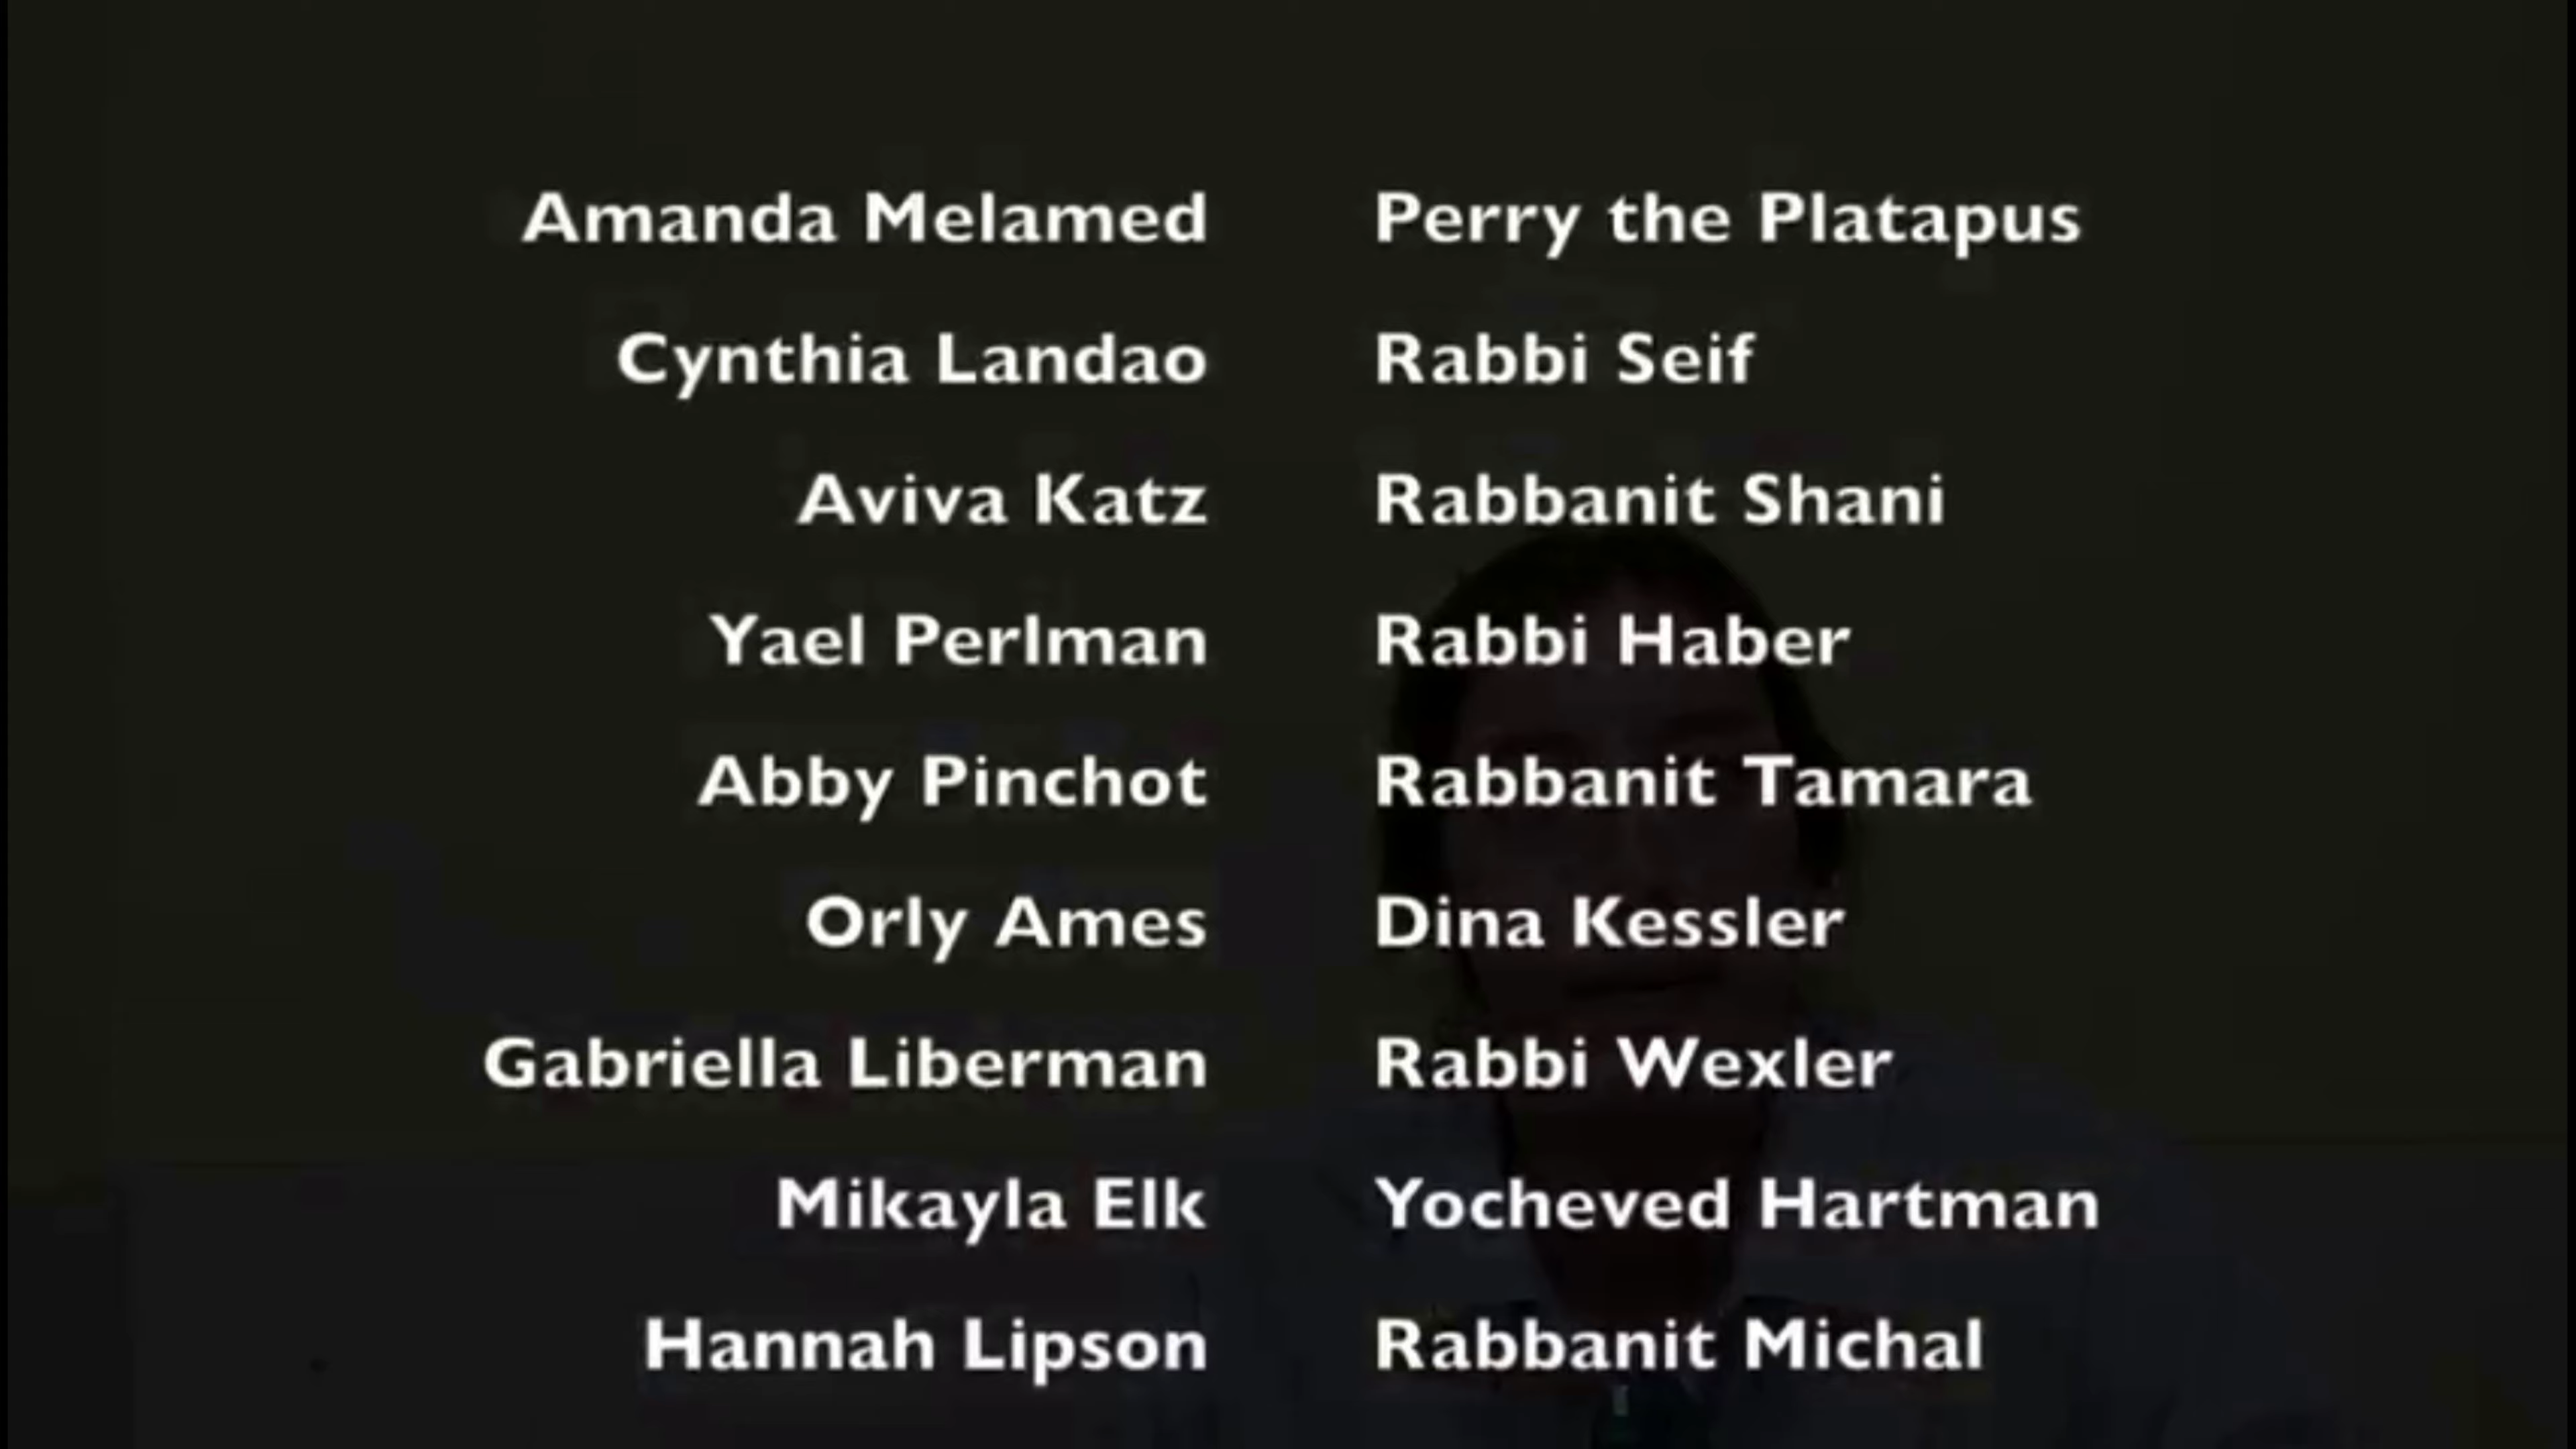 Amanda Melamed Perry the Platapus
Cynthia Landao Rabbi Seif
Aviva Katz Rabbanit Shani
Yael Perlman Rabbi Haber
Abby Pinchot Rabbanit Tamara
Orly Ames Dina Kessler
Gabriella Liberman Rabbi Wexler
Mikayla Elk Yocheved Hartman
Hannah Lipson Rabbanit Michal